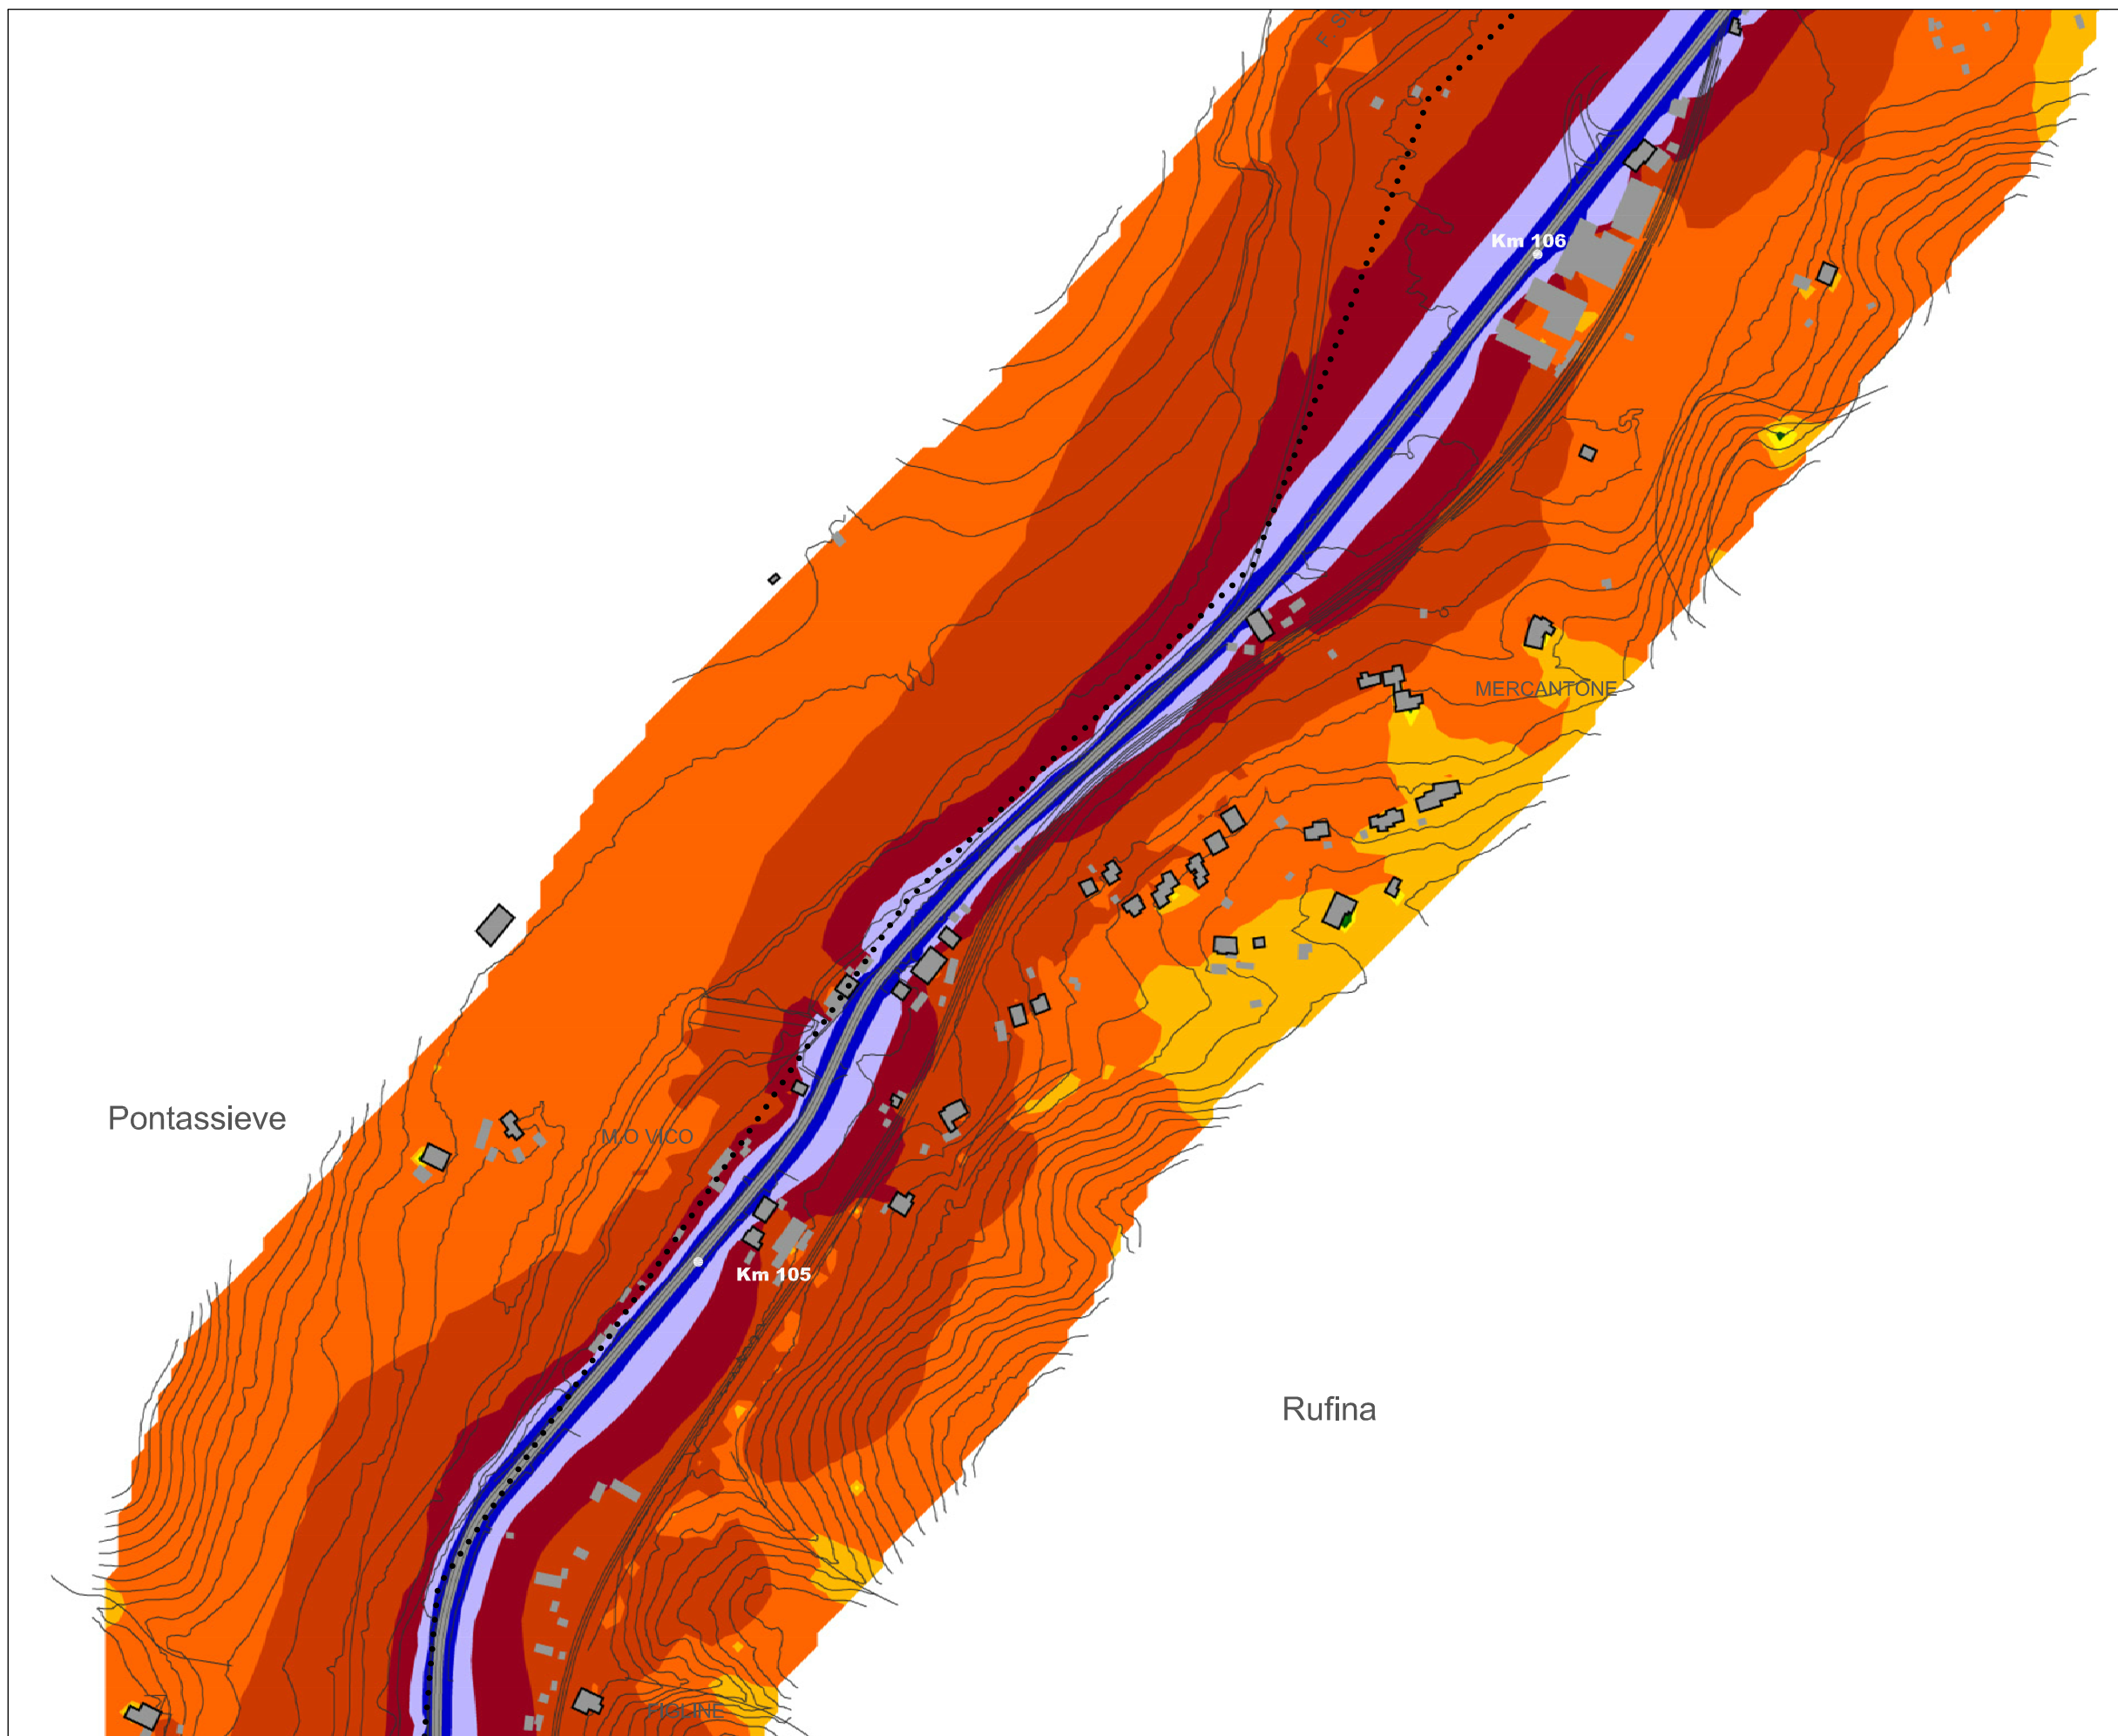 Km 106
MERCANTONE
Pontassieve
M.O VICO
Km 105
Rufina
FIGLINE